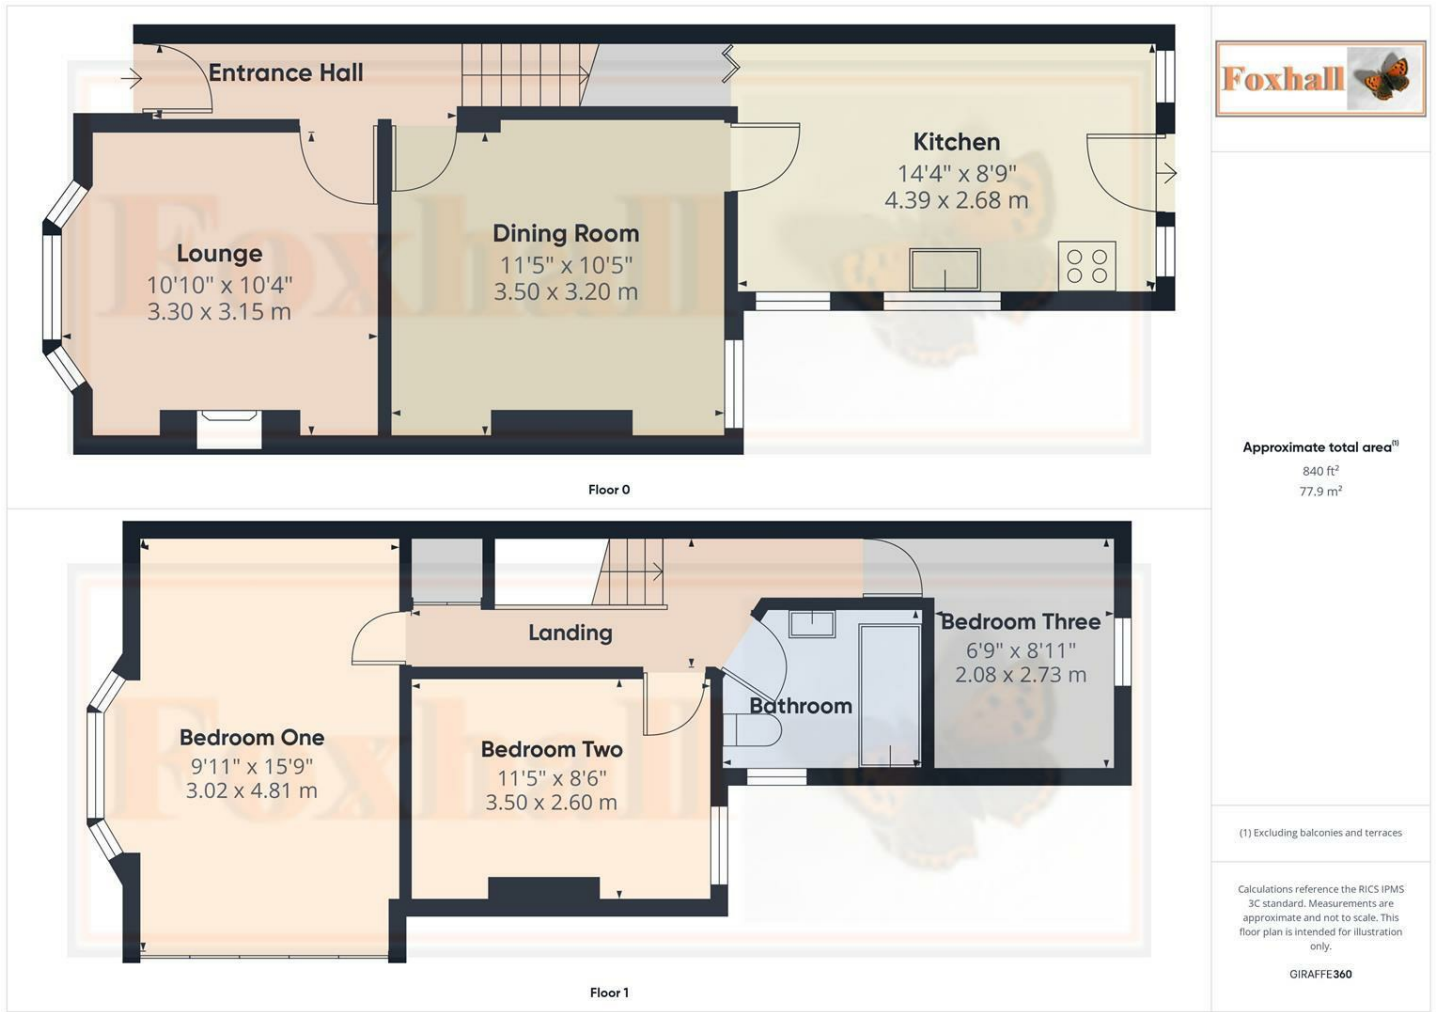 Entrance Hall
Kitchen
14'4" x 8'9"
4.39 x 2.68 m
Dining Room
11'5" x 10'5"
3.50 x 3.20 m
Lounge
10'10" x 10'4"
3.30 x 3.15 m
Foxhall
Floor 0
Landing
Bedroom Three
6'9" x 8'11"
2.08 x 2.73 m
Bathroom
Bedroom One
9'11" x 15'9"
3.02 x 4.81 m
Bedroom Two
11'5" x 8'6"
3.50 x 2.60 m
Foxhall
Floor 1
Foxhall
Approximate total area(1)
840 ft²
77.9 m²
(1) Excluding balconies and terraces
Calculations reference the RICS IPMS
3C standard. Measurements are
approximate and not to scale. This
floor plan is intended for illustration
only.
GIRAFFE360